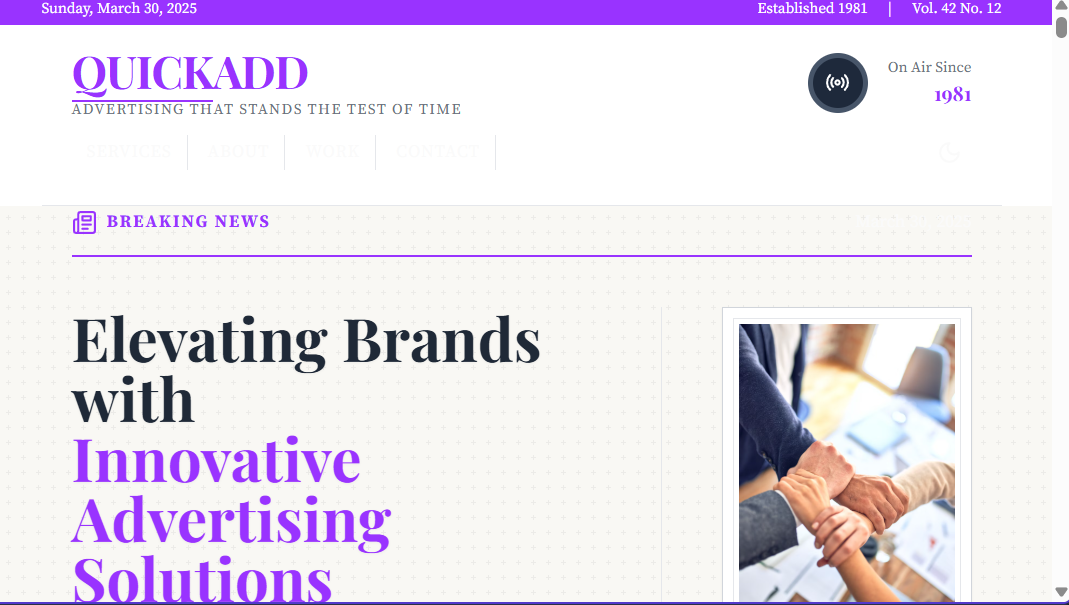 Sunday, March 30, 2025
Established 1981 | Vol. 42 No. 12
QUICKADD
ADVERTISING THAT STANDS THE TEST OF TIME
On Air Since
1981
SERVICES ABOUT WORK CONTACT
BREAKING NEWS
Elevating Brands
with
Innovative
Advertising
Solutions